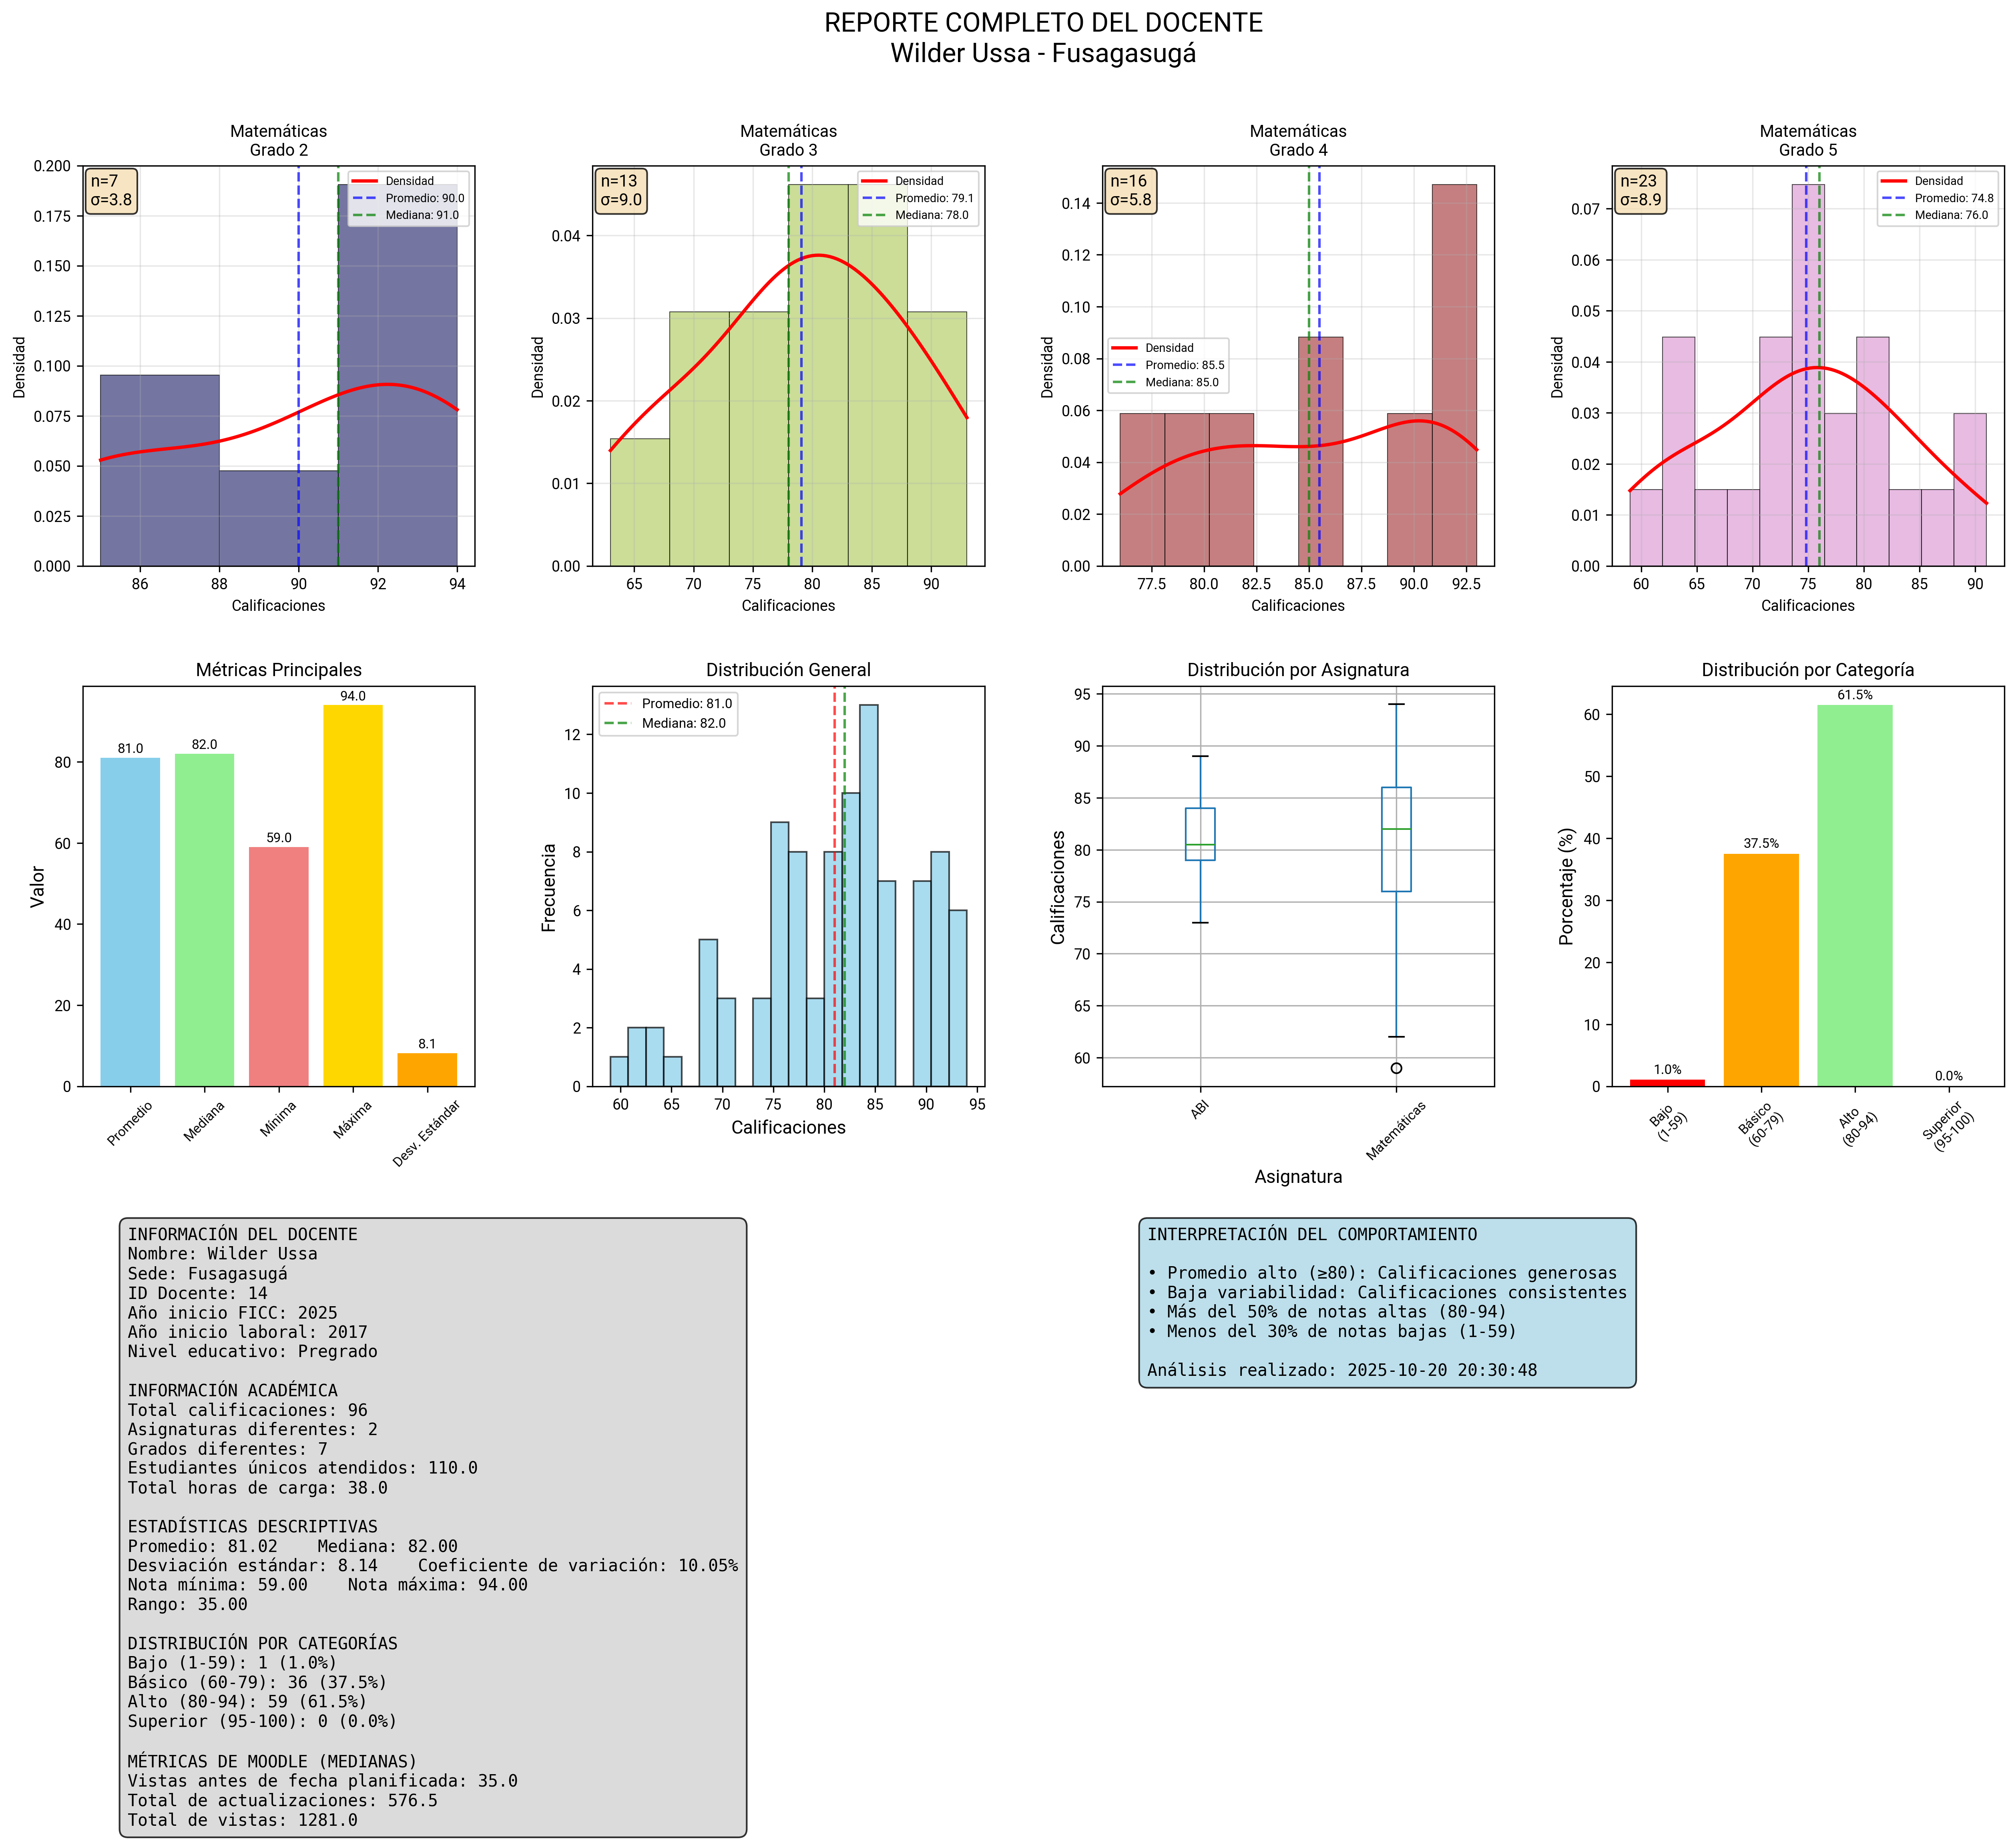 REPORTE COMPLETO DEL DOCENTE
Wilder Ussa - Fusagasugá
Matemáticas
Grado 2
n=7
σ=3.8
Densidad
Promedio: 90.0
Mediana: 91.0
0.200
0.175
0.150
0.125
0.100
0.075
0.050
0.025
0.000
Densidad
86 88 90 92 94
Calificaciones
Matemáticas
Grado 3
n=13
σ=9.0
Densidad
Promedio: 79.1
Mediana: 78.0
0.04
0.03
0.02
0.01
0.00
Densidad
65 70 75 80 85 90
Calificaciones
Matemáticas
Grado 4
n=16
σ=5.8
Densidad
Promedio: 85.5
Mediana: 85.0
0.14
0.12
0.10
0.08
0.06
0.04
0.02
0.00
Densidad
77.5 80.0 82.5 85.0 87.5 90.0 92.5
Calificaciones
Matemáticas
Grado 5
n=23
σ=8.9
Densidad
Promedio: 74.8
Mediana: 76.0
0.07
0.06
0.05
0.04
0.03
0.02
0.01
0.00
Densidad
60 65 70 75 80 85 90
Calificaciones
Métricas Principales
94.0
81.0
82.0
59.0
8.1
80
60
40
20
0
Valor
Promedio
Mediana
Mínima
Máxima
Desv. Estándar
Distribución General
Promedio: 81.0
Mediana: 82.0
12
10
8
6
4
2
0
Frecuencia
60 65 70 75 80 85 90 95
Calificaciones
Distribución por Asignatura
95
90
85
80
75
70
65
60
Calificaciones
ABI
Matemáticas
Asignatura
Distribución por Categoría
61.5%
37.5%
1.0%
0.0%
60
50
40
30
20
10
0
Porcentaje (%)
Bajo
(1-59)
Básico
(60-79)
Alto
(80-94)
Superior
(95-100)
INFORMACIÓN DEL DOCENTE
Nombre: Wilder Ussa
Sede: Fusagasugá
ID Docente: 14
Año inicio FICC: 2025
Año inicio laboral: 2017
Nivel educativo: Pregrado
INFORMACIÓN ACADÉMICA
Total calificaciones: 96
Asignaturas diferentes: 2
Grados diferentes: 7
Estudiantes únicos atendidos: 110.0
Total horas de carga: 38.0
ESTADÍSTICAS DESCRIPTIVAS
Promedio: 81.02    Mediana: 82.00
Desviación estándar: 8.14    Coeficiente de variación: 10.05%
Nota mínima: 59.00    Nota máxima: 94.00
Rango: 35.00
DISTRIBUCIÓN POR CATEGORÍAS
Bajo (1-59): 1 (1.0%)
Básico (60-79): 36 (37.5%)
Alto (80-94): 59 (61.5%)
Superior (95-100): 0 (0.0%)
MÉTRICAS DE MOODLE (MEDIANAS)
Vistas antes de fecha planificada: 35.0
Total de actualizaciones: 576.5
Total de vistas: 1281.0
INTERPRETACIÓN DEL COMPORTAMIENTO
• Promedio alto (≥80): Calificaciones generosas
• Baja variabilidad: Calificaciones consistentes
• Más del 50% de notas altas (80-94)
• Menos del 30% de notas bajas (1-59)
Análisis realizado: 2025-10-20 20:30:48